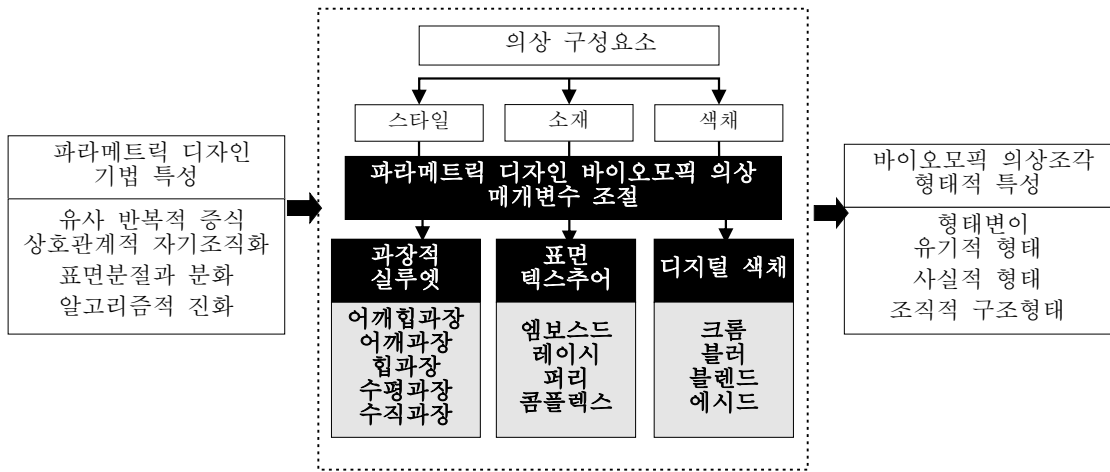 의상 구성요소
스타일
소재
색채
파라메트릭 디자인
기법 특성
유사 반복적 증식
상호관계적 자기조직화
표면분절과 분화
알고리즘적 진화
파라메트릭 디자인 바이오모픽 의상
매개변수 조절
과장적
실루엣
어깨힙과장
어깨과장
힙과장
수평과장
수직과장
표면
텍스추어
엠보스드
레이시
퍼리
콤플렉스
디지털 색채
크롬
블러
블렌드
에시드
바이오모픽 의상조각
형태적 특성
형태변이
유기적 형태
사실적 형태
조직적 구조형태